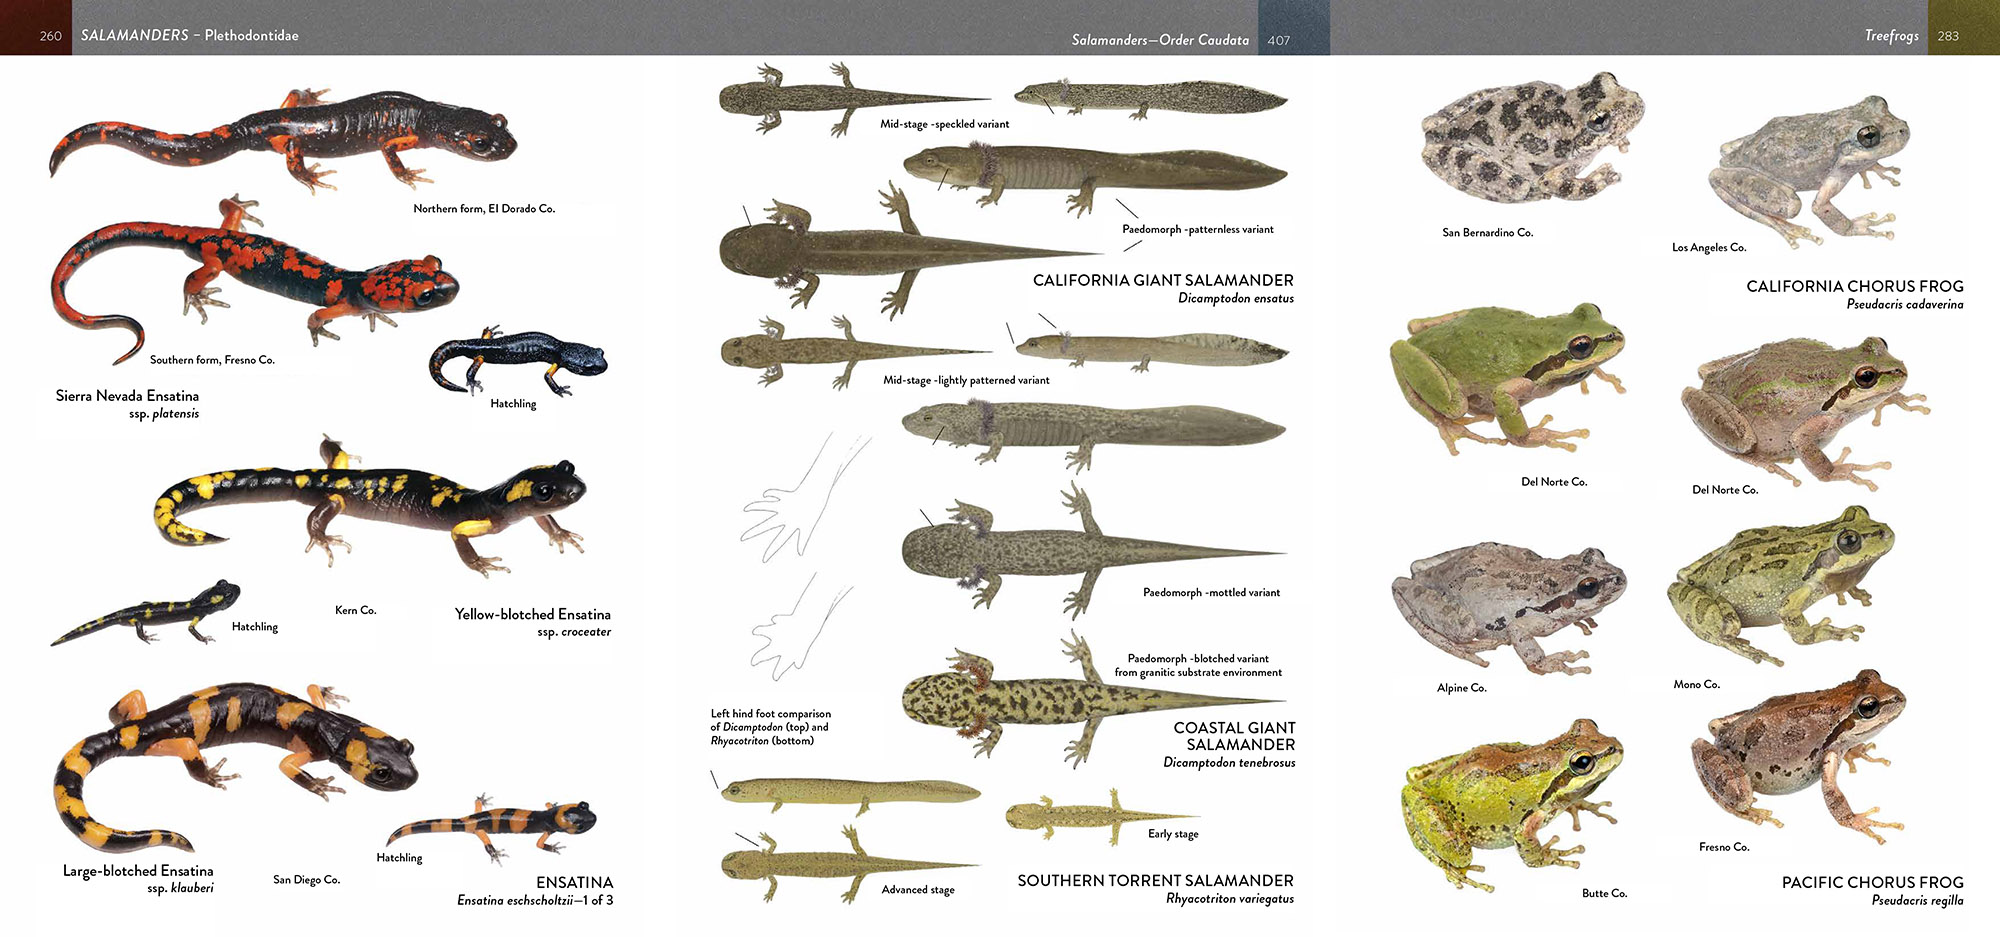 260 SALAMANDERS – Plethodontidae
Northern form, El Dorado Co.
Southern form, Fresno Co.
Sierra Nevada Ensatina
ssp. platensis
Hatchling
Kern Co.
Hatchling
Yellow-blotched Ensatina
ssp. croceater
Large-blotched Ensatina
ssp. klauberi
San Diego Co.
Hatchling
ENSATINA
Ensatina eschscholtzii—1 of 3
Salamanders—Order Caudata 407
Mid-stage -speckled variant
Paedomorph -patternless variant
CALIFORNIA GIANT SALAMANDER
Dicamptodon ensatus
Mid-stage -lightly patterned variant
Paedomorph -mottled variant
Paedomorph -blotched variant
from granitic substrate environment
Left hind foot comparison
of Dicamptodon (top) and
Rhyacotriton (bottom)
COASTAL GIANT
SALAMANDER
Dicamptodon tenebrosus
Early stage
Advanced stage
SOUTHERN TORRENT SALAMANDER
Rhyacotriton variegatus
Treefrogs 283
San Bernardino Co.
Los Angeles Co.
CALIFORNIA CHORUS FROG
Pseudacris cadaverina
Del Norte Co.
Del Norte Co.
Alpine Co.
Mono Co.
Fresno Co.
Butte Co.
PACIFIC CHORUS FROG
Pseudacris regilla